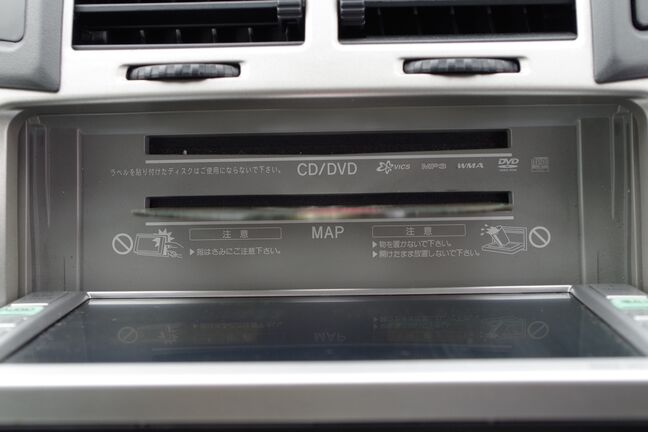 ラベルを貼り付けたディスクはご使用にならないで下さい。 CD/DVD VICS MP3 WMA DVD
注意 MAP 注意
▶指はさみにご注意下さい。
▶物を置かないで下さい。
▶開けたまま放置しないで下さい。